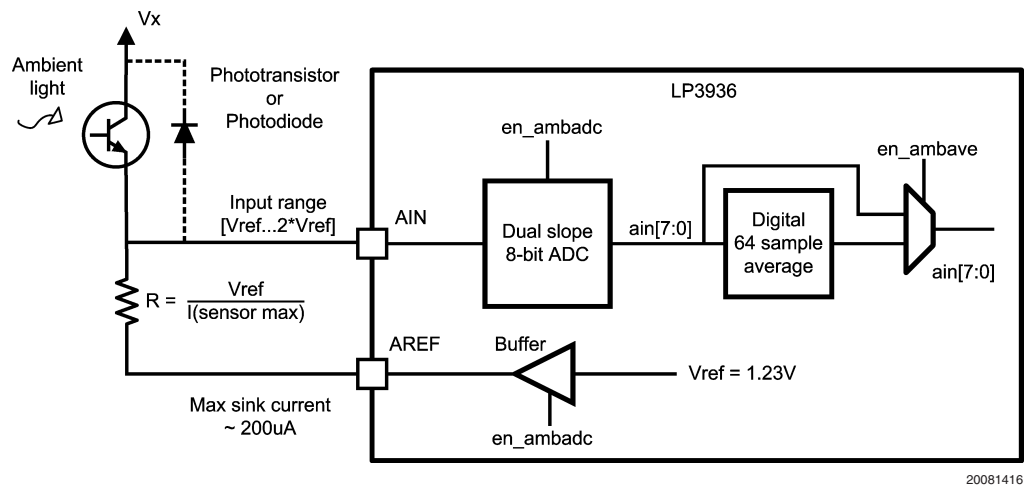 Vx
Ambient
light
Phototransistor
or
Photodiode
LP3936
en_ambadc
en_ambave
Input range
[Vref...2*Vref]
AIN
Dual slope
8-bit ADC
ain[7:0]
Digital
64 sample
average
ain[7:0]
R = Vref
I(sensor max)
AREF
Buffer
Vref = 1.23V
Max sink current
~ 200uA
en_ambadc
20081416